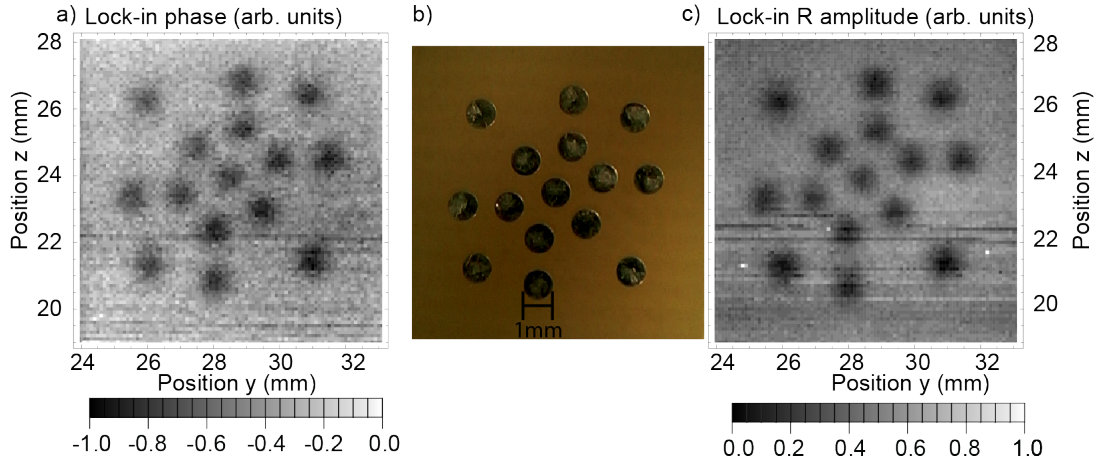 a) Lock-in phase (arb. units)
28
26
24
22
20
Position z (mm)
24 26 28 30 32
Position y (mm)
-1.0 -0.8 -0.6 -0.4 -0.2 0.0
b)
1mm
c) Lock-in R amplitude (arb. units)
28
26
24
22
20
Position z (mm)
24 26 28 30 32
Position y (mm)
0.0 0.2 0.4 0.6 0.8 1.0